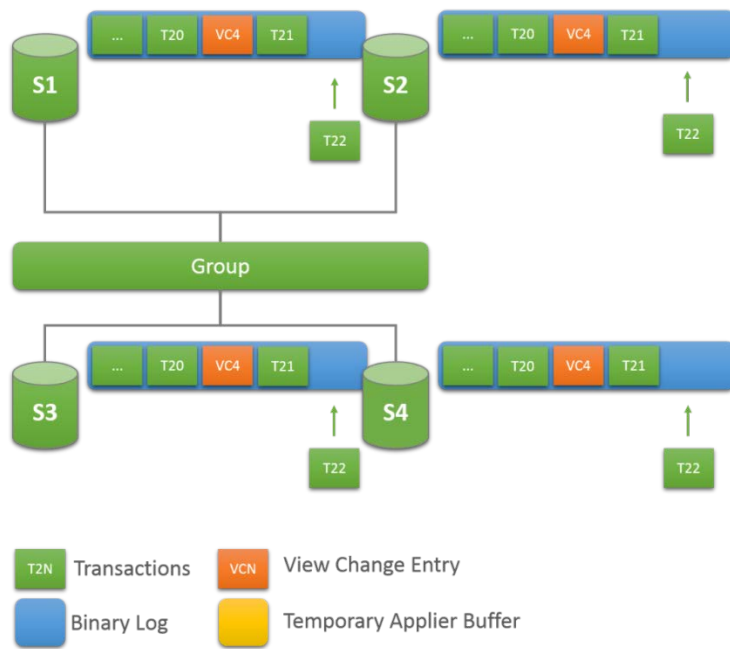 ... T20 VC4 T21
... T20 VC4 T21
S1
S2
T22
T22
Group
... T20 VC4 T21
... T20 VC4 T21
S3
S4
T22
T22
T2N Transactions
VCN View Change Entry
Binary Log
Temporary Applier Buffer